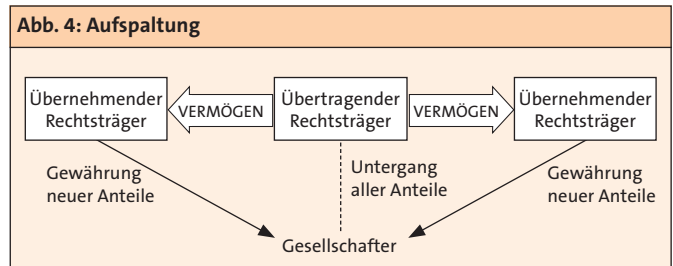 Abb. 4: Aufspaltung
Übernehmender
Rechtsträger
VERMÖGEN
Übertragender
Rechtsträger
VERMÖGEN
Übernehmender
Rechtsträger
Gewährung
neuer Anteile
Untergang
aller Anteile
Gewährung
neuer Anteile
Gesellschafter